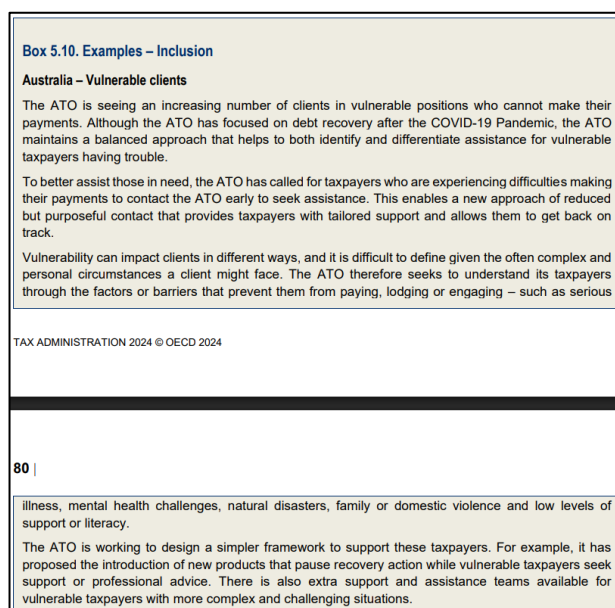 Box 5.10. Examples – Inclusion
Australia – Vulnerable clients
The ATO is seeing an increasing number of clients in vulnerable positions who cannot make their
payments. Although the ATO has focused on debt recovery after the COVID-19 Pandemic, the ATO
maintains a balanced approach that helps to both identify and differentiate assistance for vulnerable
taxpayers having trouble.
To better assist those in need, the ATO has called for taxpayers who are experiencing difficulties making
their payments to contact the ATO early to seek assistance. This enables a new approach of reduced
but purposeful contact that provides taxpayers with tailored support and allows them to get back on
track.
Vulnerability can impact clients in different ways, and it is difficult to define given the often complex and
personal circumstances a client might face. The ATO therefore seeks to understand its taxpayers
through the factors or barriers that prevent them from paying, lodging or engaging – such as serious
TAX ADMINISTRATION 2024 © OECD 2024
80 |
illness, mental health challenges, natural disasters, family or domestic violence and low levels of
support or literacy.
The ATO is working to design a simpler framework to support these taxpayers. For example, it has
proposed the introduction of new products that pause recovery action while vulnerable taxpayers seek
support or professional advice. There is also extra support and assistance teams available for
vulnerable taxpayers with more complex and challenging situations.